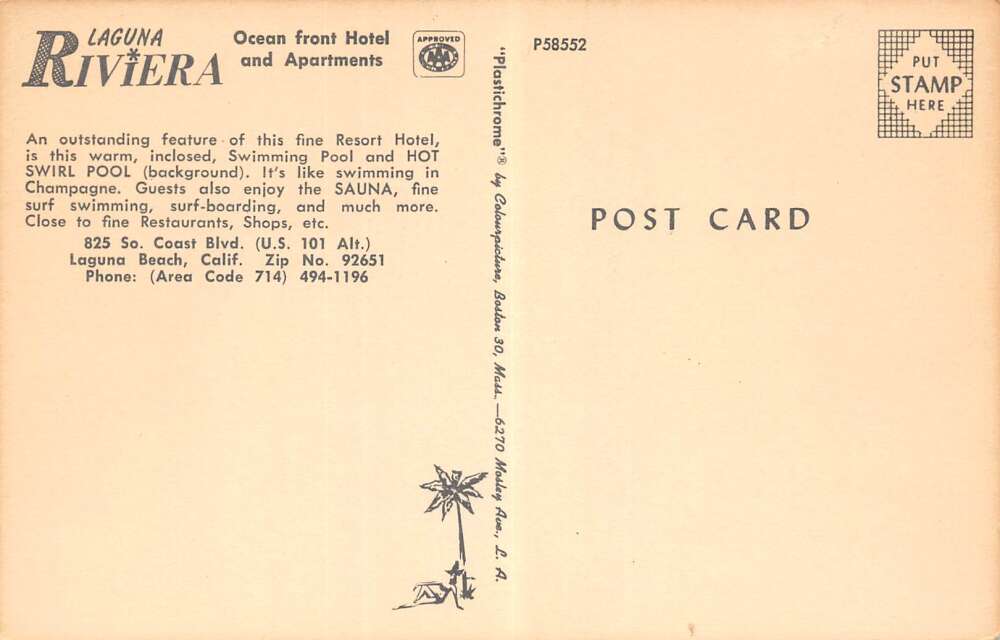 LAGUNA
RIVIERA
Ocean front Hotel
and Apartments
APPROVED
AAA
An outstanding feature of this fine Resort Hotel,
is this warm, inclosed, Swimming Pool and HOT
SWIRL POOL (background). It's like swimming in
Champagne. Guests also enjoy the SAUNA, fine
surf swimming, surf-boarding, and much more.
Close to fine Restaurants, Shops, etc.
825 So. Coast Blvd. (U.S. 101 Alt.)
Laguna Beach, Calif. Zip No. 92651
Phone: (Area Code 714) 494-1196
"Plastichrome"® by Colourpicture, Boston 30, Mass. —6270 Mosley Ave., L. A.
P58552
PUT
STAMP
HERE
POST CARD